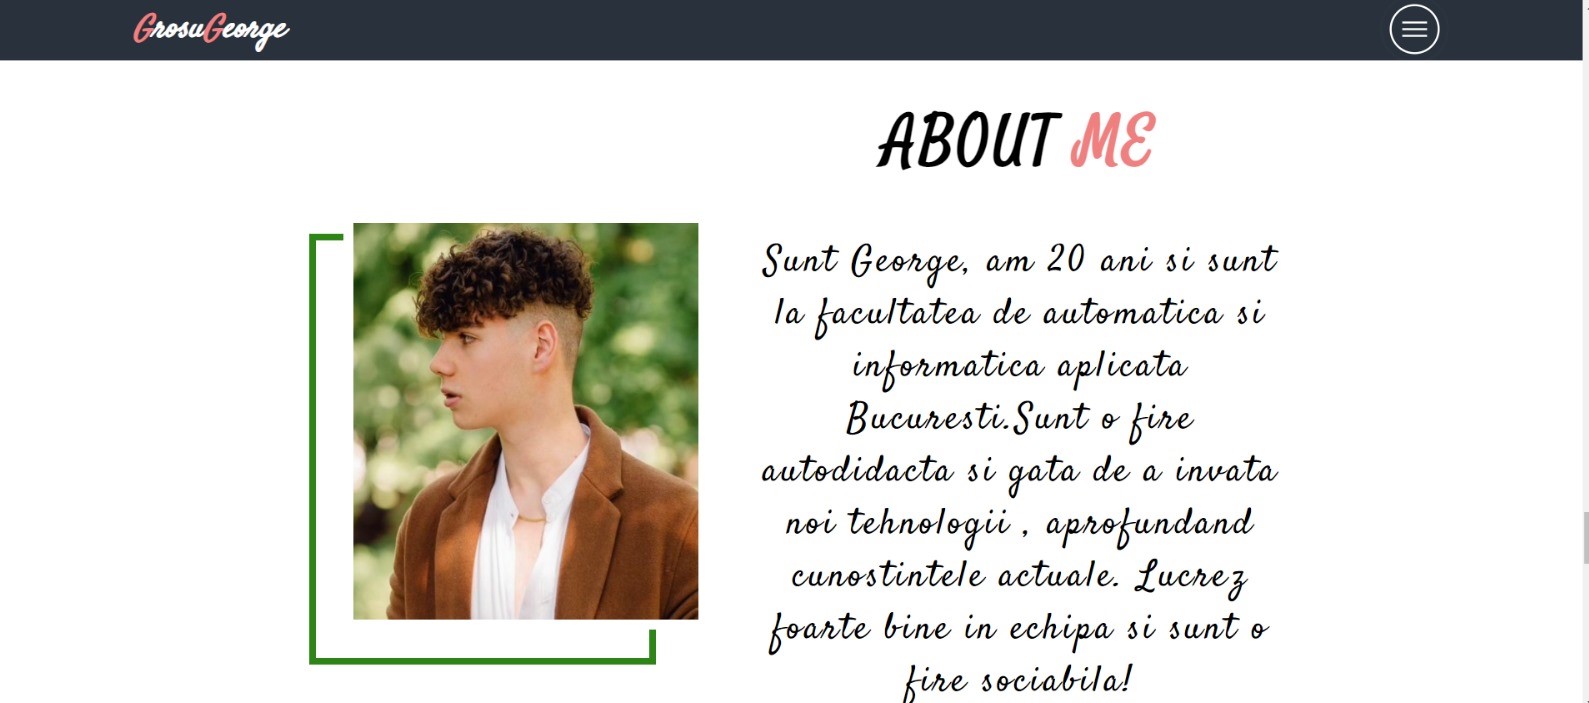 GrosuGeorge
ABOUT ME
Sunt George, am 20 ani si sunt
la facultatea de automatica si
informatica aplicata
Bucuresti.Sunt o fire
autodidacta si gata de a invata
noi tehnologii , aprofundand
cunostintele actuale. Lucrez
foarte bine in echipa si sunt o
fire sociabila!